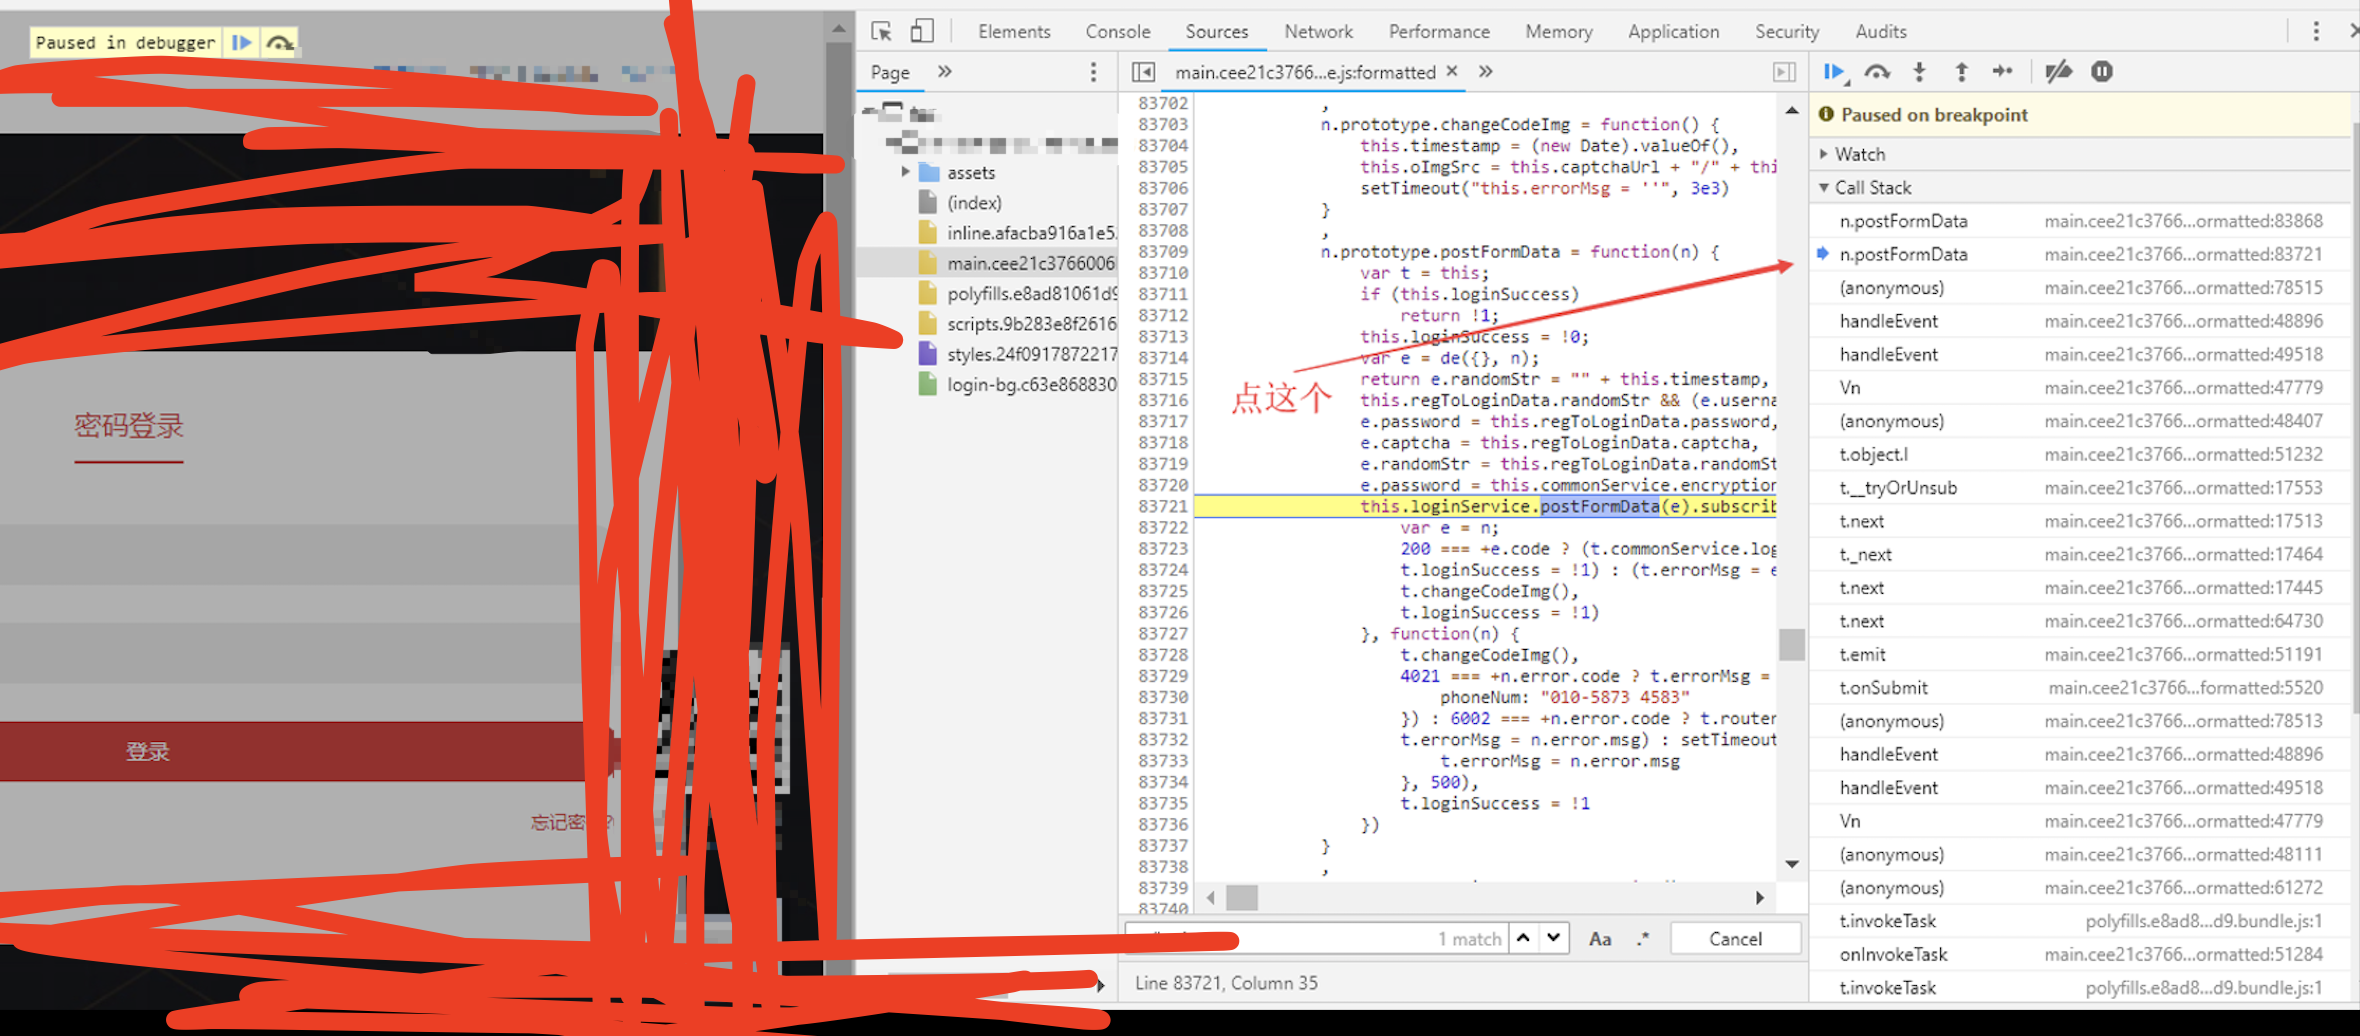 Paused in debugger
密码登录
登录
忘记密
Elements Console Sources Network Performance Memory Application Security Audits
Page »
main.cee21c3766...e.js:formatted × »
assets
(index)
inline.afacba916a1e5.
main.cee21c3766006
polyfills.e8ad81061d9
scripts.9b283e8f2616
styles.24f0917872217
login-bg.c63e868830
83702 ,
83703 n.prototype.changeCodeImg = function() {
83704 this.timestamp = (new Date).valueOf(),
83705 this.oImgSrc = this.captchaUrl + "/" + thi
83706 setTimeout("this.errorMsg = ''", 3e3)
83707 }
83708 ,
83709 n.prototype.postFormData = function(n) {
83710 var t = this;
83711 if (this.loginSuccess)
83712 return !1;
83713 this.loginSuccess = !0;
83714 var e = de({}, n);
83715 return e.randomStr = "" + this.timestamp,
83716 this.regToLoginData.randomStr && (e.userna
83717 e.password = this.regToLoginData.password,
83718 e.captcha = this.regToLoginData.captcha,
83719 e.randomStr = this.regToLoginData.randomSt
83720 e.password = this.commonService.encryption
83721 this.loginService.postFormData(e).subscrib
83722 var e = n;
83723 200 === +e.code ? (t.commonService.log
83724 t.loginSuccess = !1) : (t.errorMsg = e
83725 t.changeCodeImg(),
83726 t.loginSuccess = !1)
83727 }, function(n) {
83728 t.changeCodeImg(),
83729 4021 === +n.error.code ? t.errorMsg =
83730 phoneNum: "010-5873 4583"
83731 }) : 6002 === +n.error.code ? t.router
83732 t.errorMsg = n.error.msg) : setTimeout
83733 t.errorMsg = n.error.msg
83734 }, 500),
83735 t.loginSuccess = !1
83736 })
83737 }
83738 ,
83739
83740
点这个
1 match Aa .* Cancel
Line 83721, Column 35
Paused on breakpoint
Watch
Call Stack
n.postFormData main.cee21c3766...ormatted:83868
n.postFormData main.cee21c3766...ormatted:83721
(anonymous) main.cee21c3766...ormatted:78515
handleEvent main.cee21c3766...ormatted:48896
handleEvent main.cee21c3766...ormatted:49518
Vn main.cee21c3766...ormatted:47779
(anonymous) main.cee21c3766...ormatted:48407
t.object.l main.cee21c3766...ormatted:51232
t.__tryOrUnsub main.cee21c3766...ormatted:17553
t.next main.cee21c3766...ormatted:17513
t._next main.cee21c3766...ormatted:17464
t.next main.cee21c3766...ormatted:17445
t.next main.cee21c3766...ormatted:64730
t.emit main.cee21c3766...ormatted:51191
t.onSubmit main.cee21c3766...formatted:5520
(anonymous) main.cee21c3766...ormatted:78513
handleEvent main.cee21c3766...ormatted:48896
handleEvent main.cee21c3766...ormatted:49518
Vn main.cee21c3766...ormatted:47779
(anonymous) main.cee21c3766...ormatted:48111
(anonymous) main.cee21c3766...ormatted:61272
t.invokeTask polyfills.e8ad8...d9.bundle.js:1
onInvokeTask main.cee21c3766...ormatted:51284
t.invokeTask polyfills.e8ad8...d9.bundle.js:1